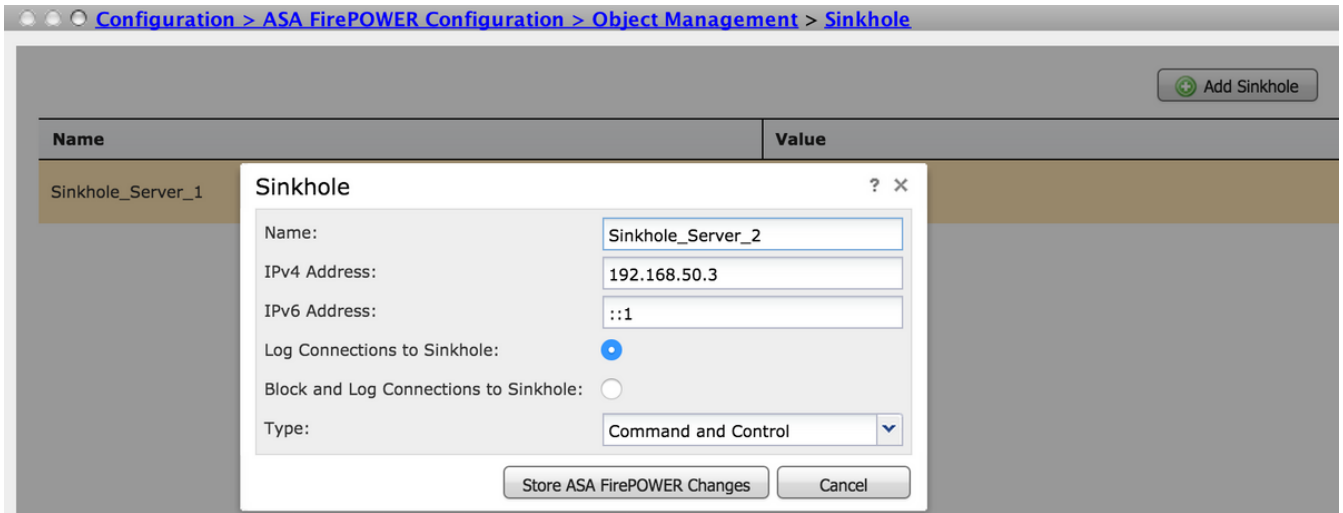 Configuration > ASA FirePOWER Configuration > Object Management > Sinkhole
Add Sinkhole
Name Value
Sinkhole_Server_1
Sinkhole ? ×
Name: Sinkhole_Server_2
IPv4 Address: 192.168.50.3
IPv6 Address: ::1
Log Connections to Sinkhole:
Block and Log Connections to Sinkhole:
Type: Command and Control
Store ASA FirePOWER Changes Cancel